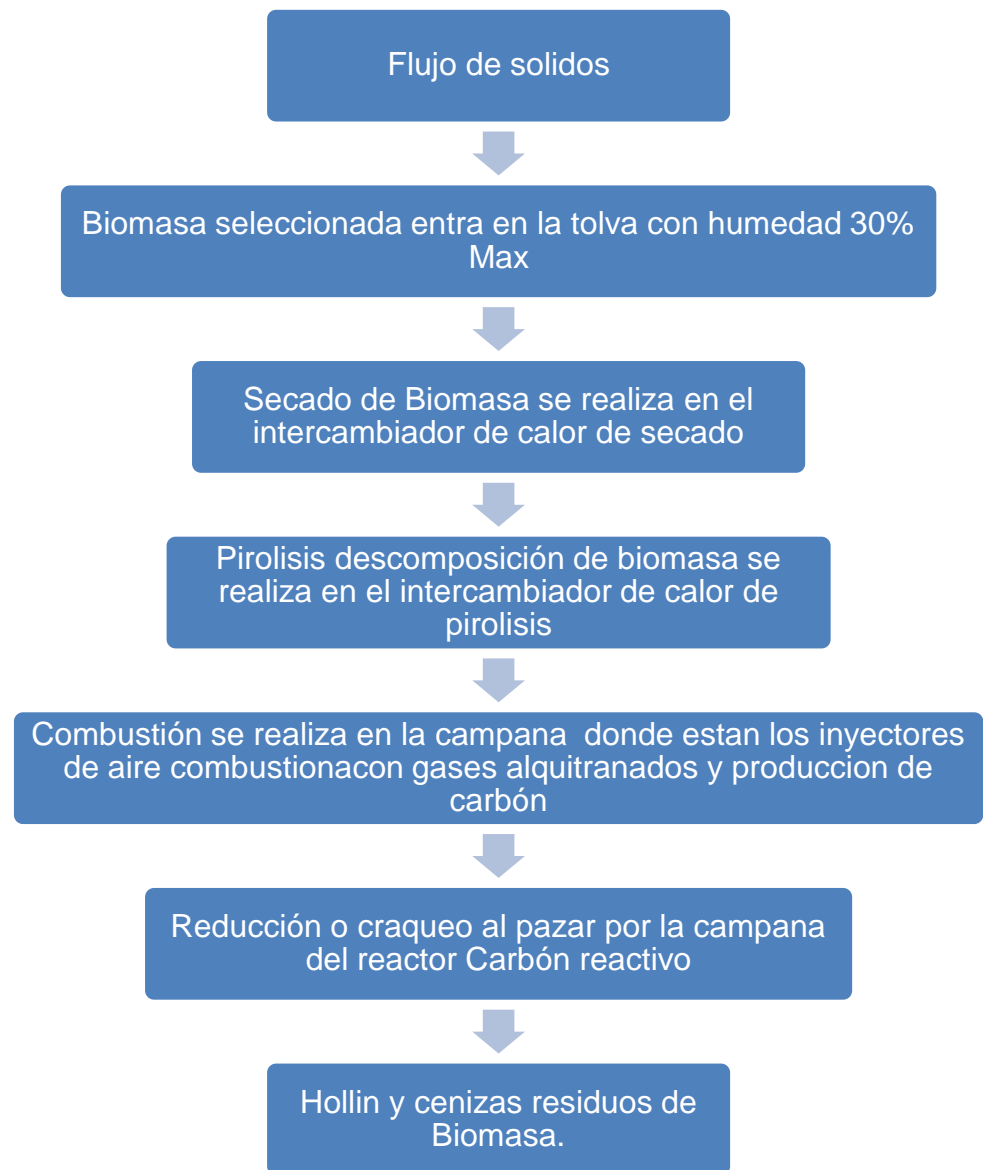 Flujo de solidos
Biomasa seleccionada entra en la tolva con humedad 30%
Max
Secado de Biomasa se realiza en el
intercambiador de calor de secado
Pirolisis descomposición de biomasa se
realiza en el intercambiador de calor de
pirolisis
Combustión se realiza en la campana  donde estan los inyectores
de aire combustionacon gases alquitranados y produccion de
carbón
Reducción o craqueo al pazar por la campana
del reactor Carbón reactivo
Hollin y cenizas residuos de
Biomasa.